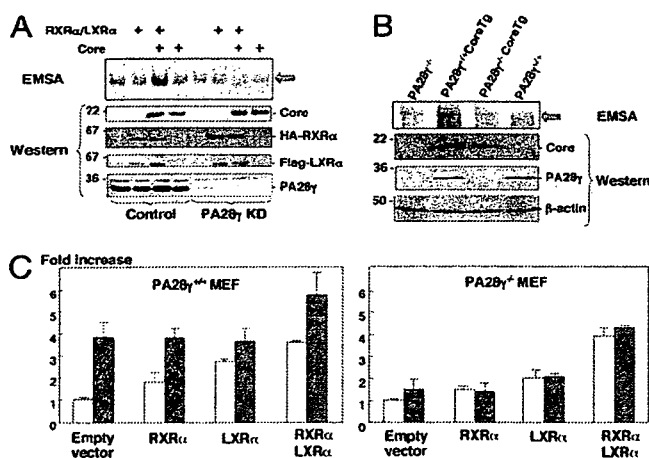 A
RXRα/LXRα + + + +
Core + + + +
EMSA
Western
22 Core
67 HA-RXRα
67 Flag-LXRα
36 PA28γ
Control PA28γ KD
B
PA28γ-/- PA28γ+/+CoreTg PA28γ-/-CoreTg PA28γ+/+
EMSA
22 Core
36 PA28γ
50 β-actin
Western
C
Fold increase
PA28γ+/+ MEF
6
5
4
3
2
1
0
Empty vector RXRα LXRα RXRα LXRα
PA28γ-/- MEF
6
5
4
3
2
1
0
Empty vector RXRα LXRα RXRα LXRα